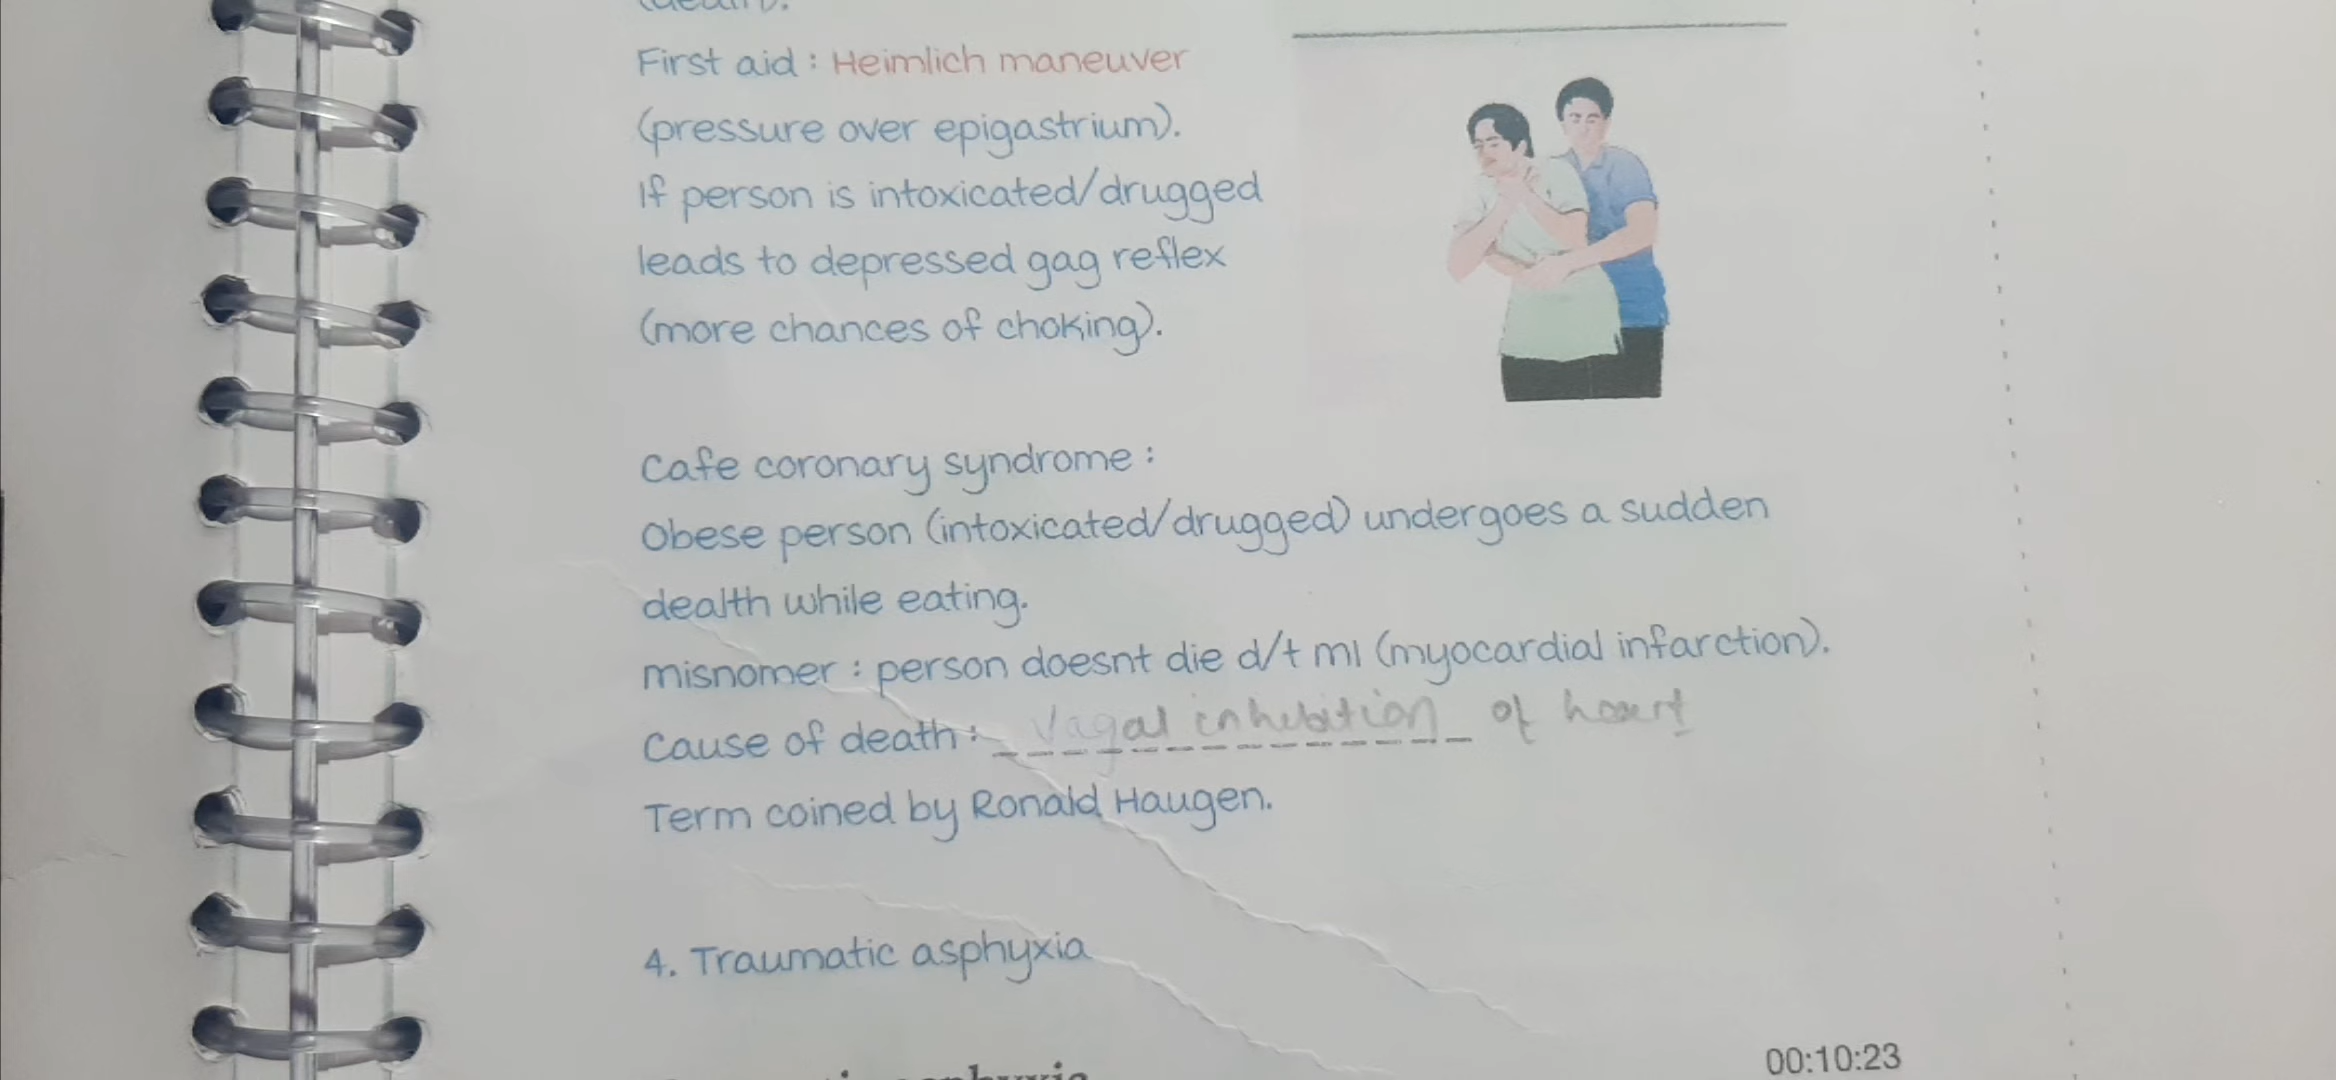 First aid : Heimlich maneuver
(pressure over epigastrium).
If person is intoxicated/drugged
leads to depressed gag reflex
(more chances of choking).
Cafe coronary syndrome :
Obese person (intoxicated/drugged) undergoes a sudden
dealth while eating.
misnomer : person doesnt die d/t MI (myocardial infarction).
Cause of death : Vagal inhibition of heart
Term coined by Ronald Haugen.
4. Traumatic asphyxia
00:10:23